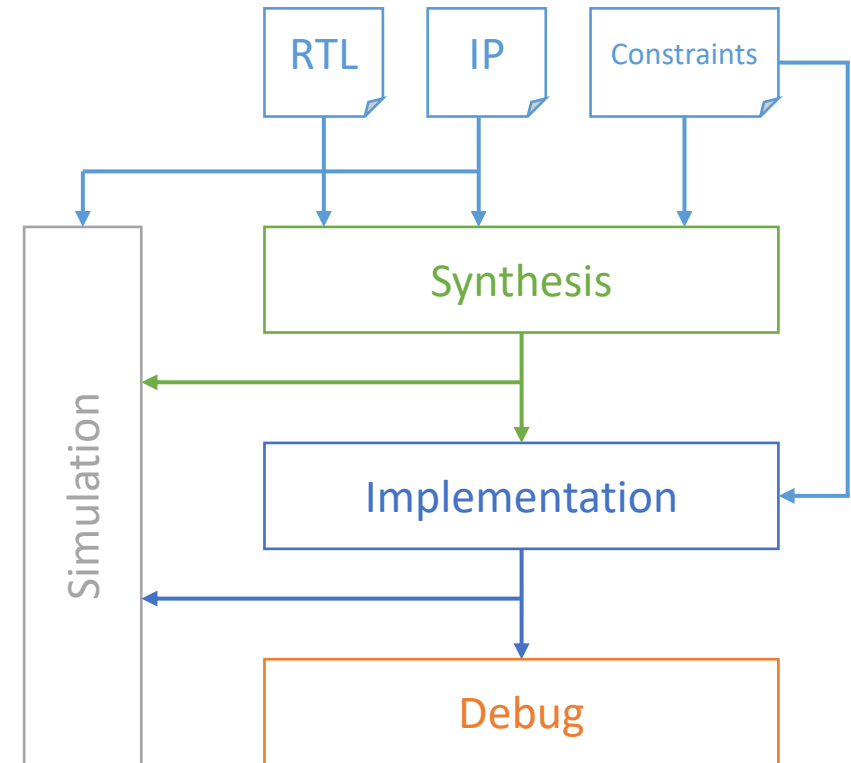 RTL
IP
Constraints
Synthesis
Simulation
Implementation
Debug